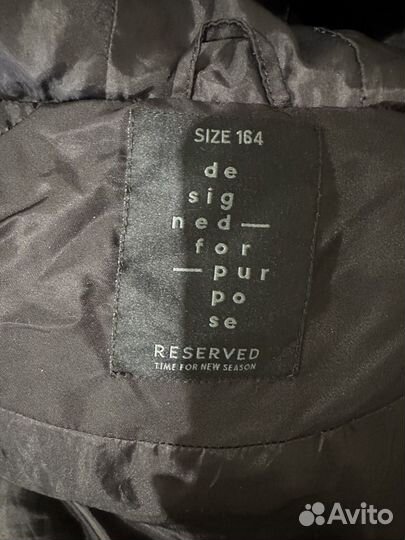 SIZE 164
de
sig
ned—
for
—pur
po
se
RESERVED
TIME FOR NEW SEASON
Avito